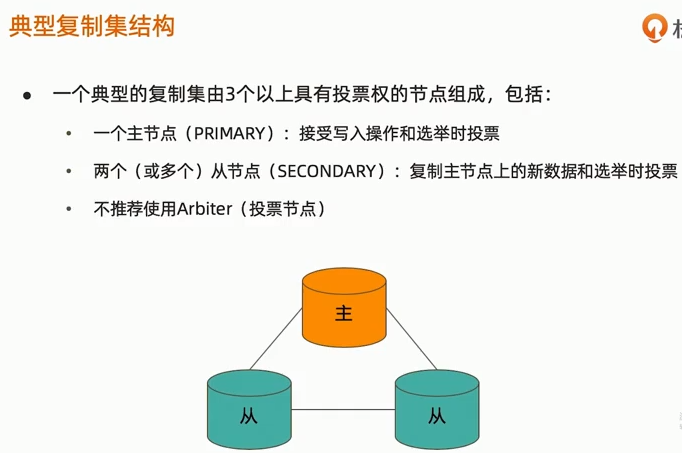 典型复制集结构
● 一个典型的复制集由3个以上具有投票权的节点组成，包括：
• 一个主节点（PRIMARY）：接受写入操作和选举时投票
• 两个（或多个）从节点（SECONDARY）：复制主节点上的新数据和选举时投票
• 不推荐使用Arbiter（投票节点）
主
从
从